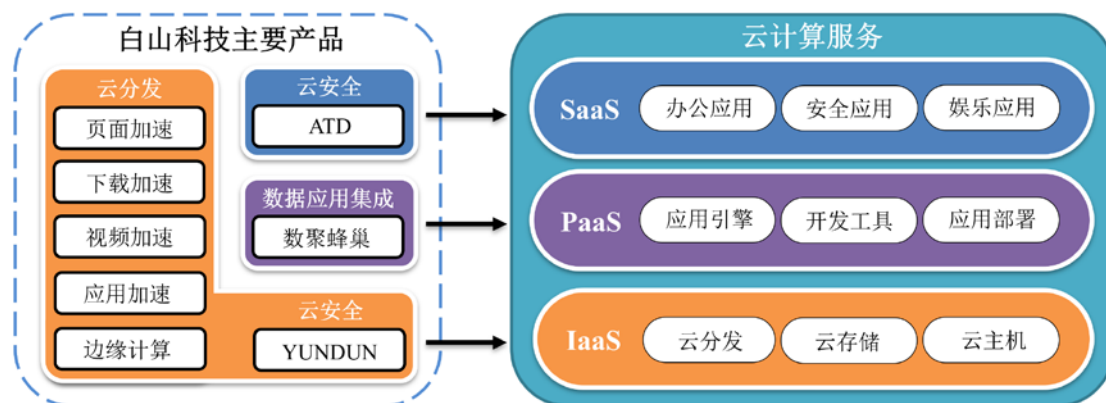 白山科技主要产品
云分发
页面加速
下载加速
视频加速
应用加速
边缘计算
云安全
ATD
数据应用集成
数聚蜂巢
云安全
YUNDUN
云计算服务
SaaS 办公应用 安全应用 娱乐应用
PaaS 应用引擎 开发工具 应用部署
IaaS 云分发 云存储 云主机